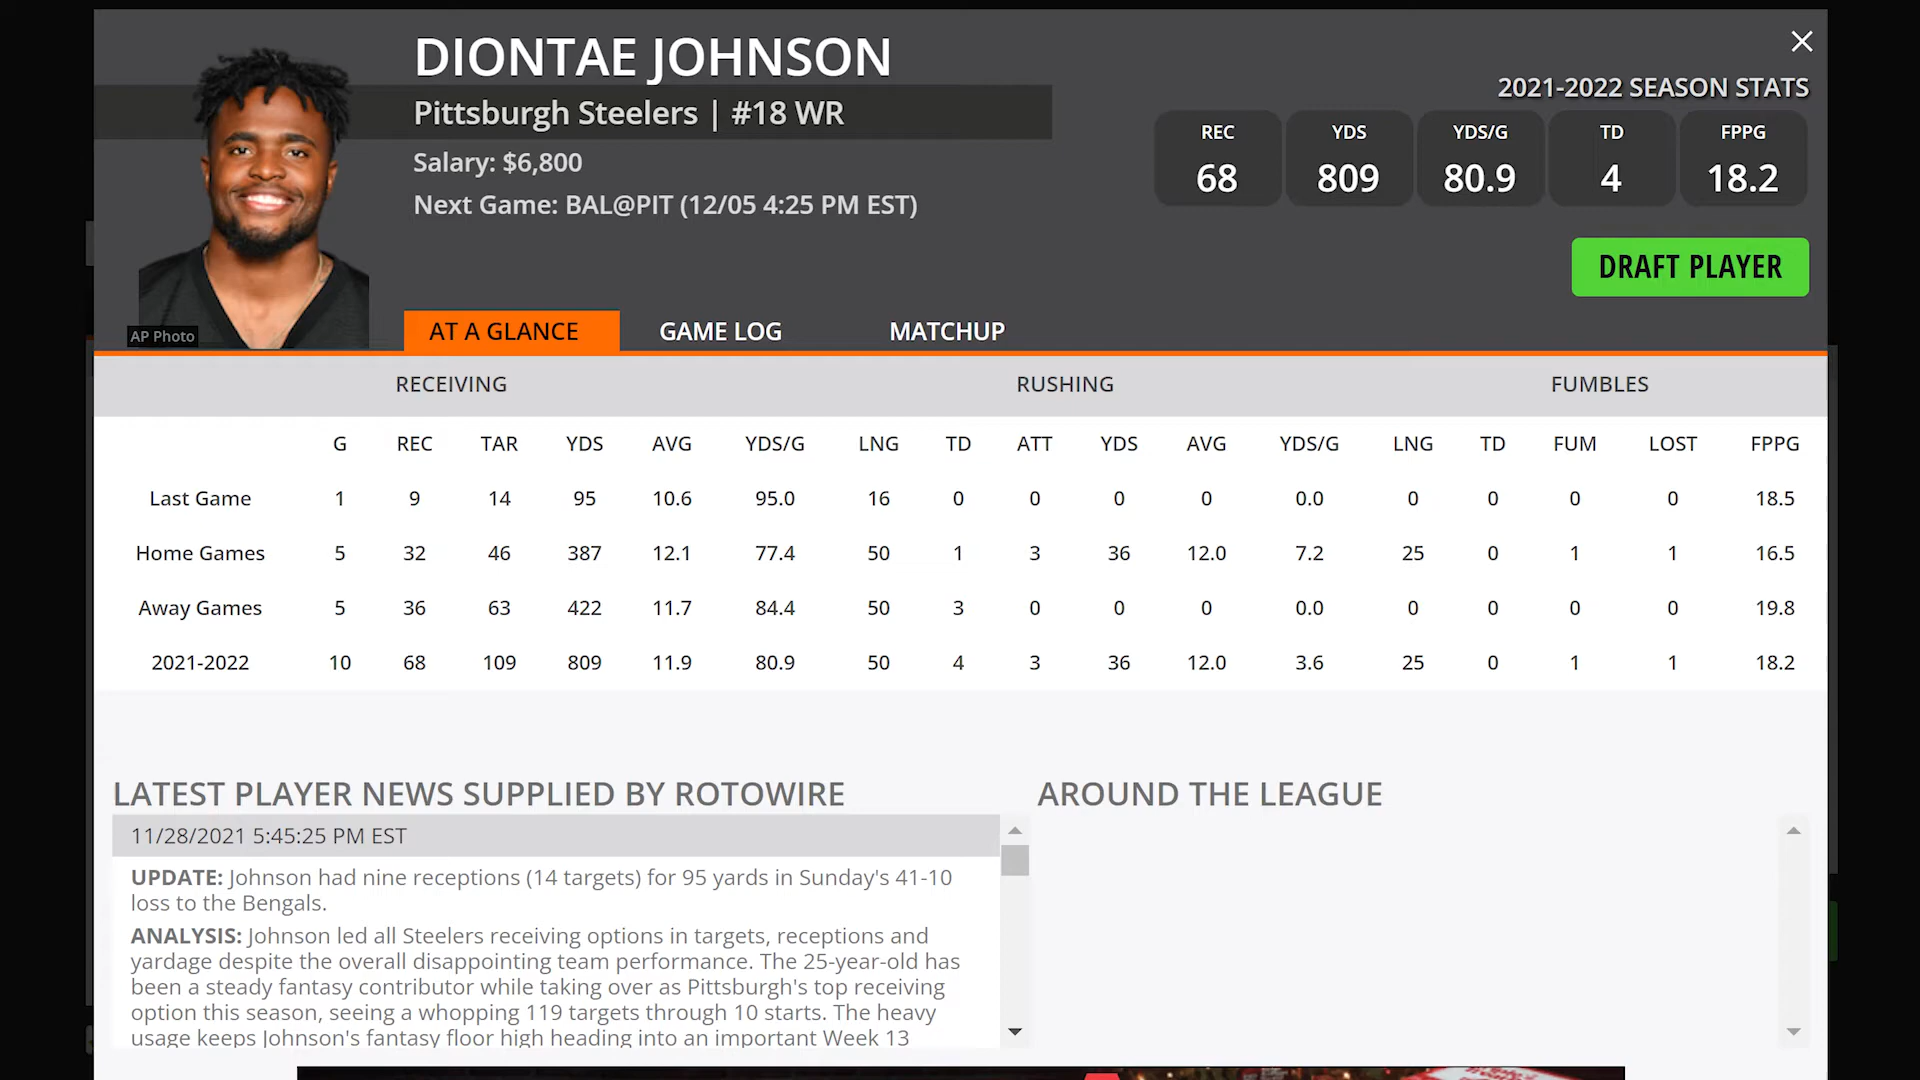 DIONTAE JOHNSON
Pittsburgh Steelers | #18 WR
Salary: $6,800
Next Game: BAL@PIT (12/05 4:25 PM EST)
AP Photo
2021-2022 SEASON STATS
REC YDS YDS/G TD FPPG
68 809 80.9 4 18.2
DRAFT PLAYER
AT A GLANCE GAME LOG MATCHUP
RECEIVING RUSHING FUMBLES
G REC TAR YDS AVG YDS/G LNG TD ATT YDS AVG YDS/G LNG TD FUM LOST FPPG
Last Game 1 9 14 95 10.6 95.0 16 0 0 0 0 0.0 0 0 0 0 18.5
Home Games 5 32 46 387 12.1 77.4 50 1 3 36 12.0 7.2 25 0 1 1 16.5
Away Games 5 36 63 422 11.7 84.4 50 3 0 0 0 0.0 0 0 0 0 19.8
2021-2022 10 68 109 809 11.9 80.9 50 4 3 36 12.0 3.6 25 0 1 1 18.2
LATEST PLAYER NEWS SUPPLIED BY ROTOWIRE
11/28/2021 5:45:25 PM EST
UPDATE: Johnson had nine receptions (14 targets) for 95 yards in Sunday's 41-10
loss to the Bengals.
ANALYSIS: Johnson led all Steelers receiving options in targets, receptions and
yardage despite the overall disappointing team performance. The 25-year-old has
been a steady fantasy contributor while taking over as Pittsburgh's top receiving
option this season, seeing a whopping 119 targets through 10 starts. The heavy
usage keeps Johnson's fantasy floor high heading into an important Week 13
AROUND THE LEAGUE